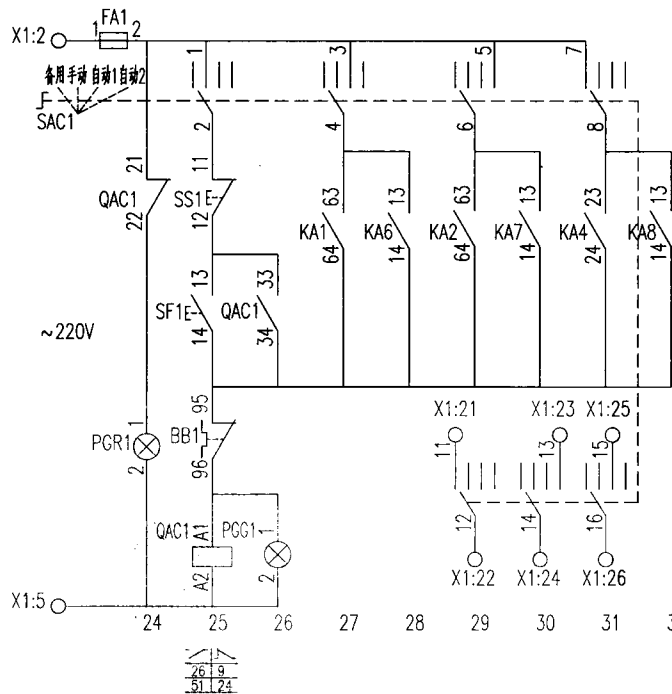 FA1
X1:2 1 2
1 3 5 7
备用 手动 自动1 自动2
SAC1
2 4 6 8
21 11
QAC1 SS1E
22 12
63 13 63 13 23 13
KA1 KA6 KA2 KA7 KA4 KA8
64 14 64 14 24 14
13 33
SF1E QAC1
14 34
~220V
95
X1:21 X1:23 X1:25
1 BB1 11 13 15
PGR1
2 96
12 14 16
QAC1 A1 PGG1 1
A2 2
X1:22 X1:24 X1:26
X1:5
24 25 26 27 28 29 30 31 3
26 9
51 24